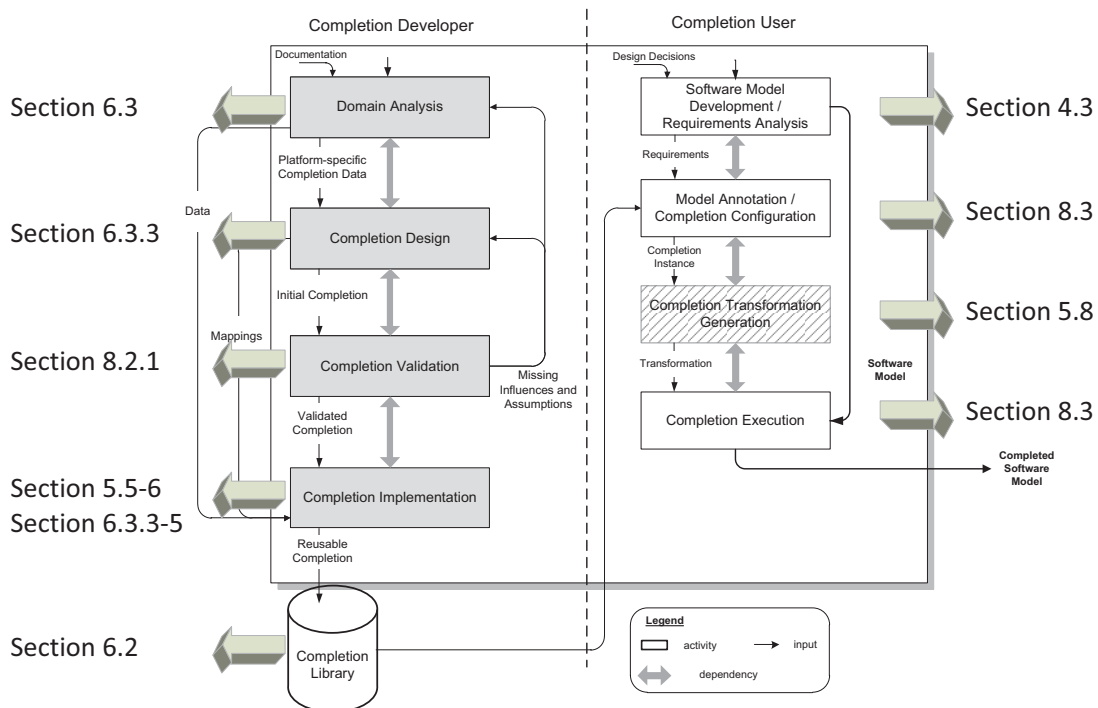 Completion Developer
Completion User
Documentation
Design Decisions
Section 6.3
Domain Analysis
Software Model
Development /
Requirements Analysis
Section 4.3
Platform-specific
Completion Data
Requirements
Data
Section 6.3.3
Completion Design
Model Annotation /
Completion Configuration
Section 8.3
Initial Completion
Completion
Instance
Completion Transformation
Generation
Section 5.8
Mappings
Section 8.2.1
Completion Validation
Missing
Influences and
Assumptions
Transformation
Software
Model
Validated
Completion
Completion Execution
Section 8.3
Completed
Software
Model
Section 5.5-6
Section 6.3.3-5
Completion Implementation
Reusable
Completion
Section 6.2
Completion
Library
Legend
activity
input
dependency